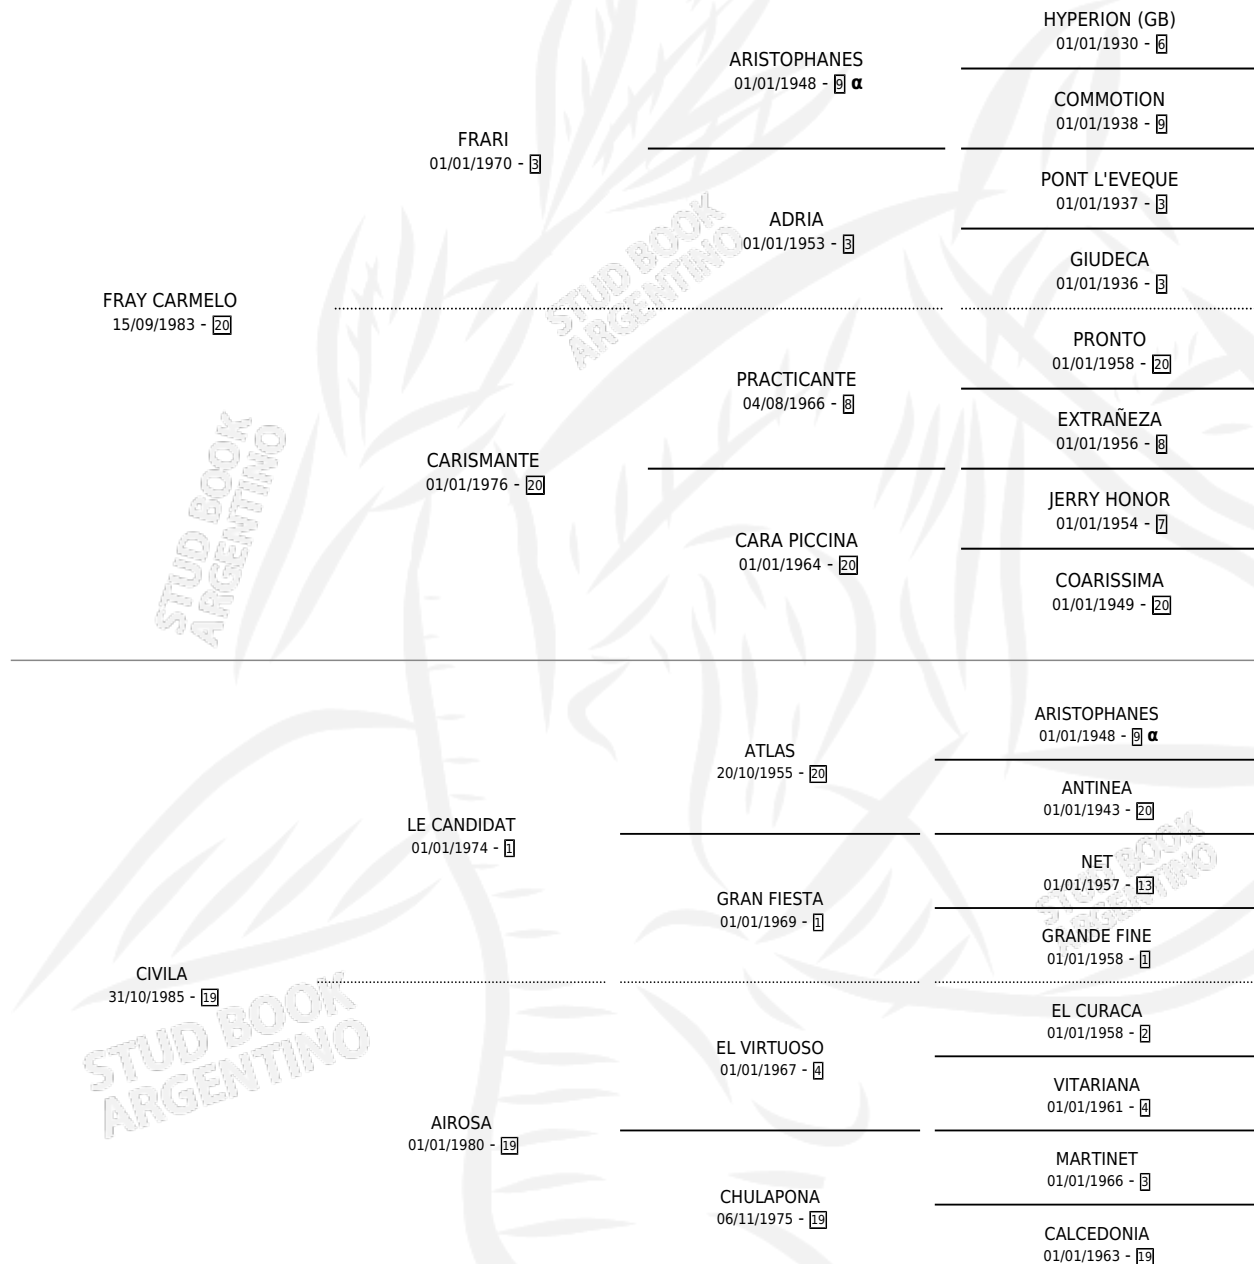 HYPERION (GB)
01/01/1930 - 6
ARISTOPHANES
01/01/1948 - 9 α
COMMOTION
01/01/1938 - 9
FRARI
01/01/1970 - 3
PONT L'EVEQUE
01/01/1937 - 3
ADRIA
01/01/1953 - 3
GIUDECA
01/01/1936 - 3
FRAY CARMELO
15/09/1983 - 20
STUD BOOK
ARGENTINO
PRONTO
01/01/1958 - 20
PRACTICANTE
04/08/1966 - 8
EXTRAÑEZA
01/01/1956 - 8
CARISMANTE
01/01/1976 - 20
JERRY HONOR
01/01/1954 - 7
CARA PICCINA
01/01/1964 - 20
COARISSIMA
01/01/1949 - 20
STUD BOOK
ARGENTINO
ARISTOPHANES
01/01/1948 - 9 α
ATLAS
20/10/1955 - 20
ANTINEA
01/01/1943 - 20
LE CANDIDAT
01/01/1974 - 1
NET
01/01/1957 - 13
GRAN FIESTA
01/01/1969 - 1
GRANDE FINE
01/01/1958 - 1
STUD BOOK
ARGENTINO
CIVILA
31/10/1985 - 19
EL CURACA
01/01/1958 - 2
EL VIRTUOSO
01/01/1967 - 4
VITARIANA
01/01/1961 - 4
STUD BOOK
ARGENTINO
AIROSA
01/01/1980 - 19
MARTINET
01/01/1966 - 3
CHULAPONA
06/11/1975 - 19
CALCEDONIA
01/01/1963 - 19